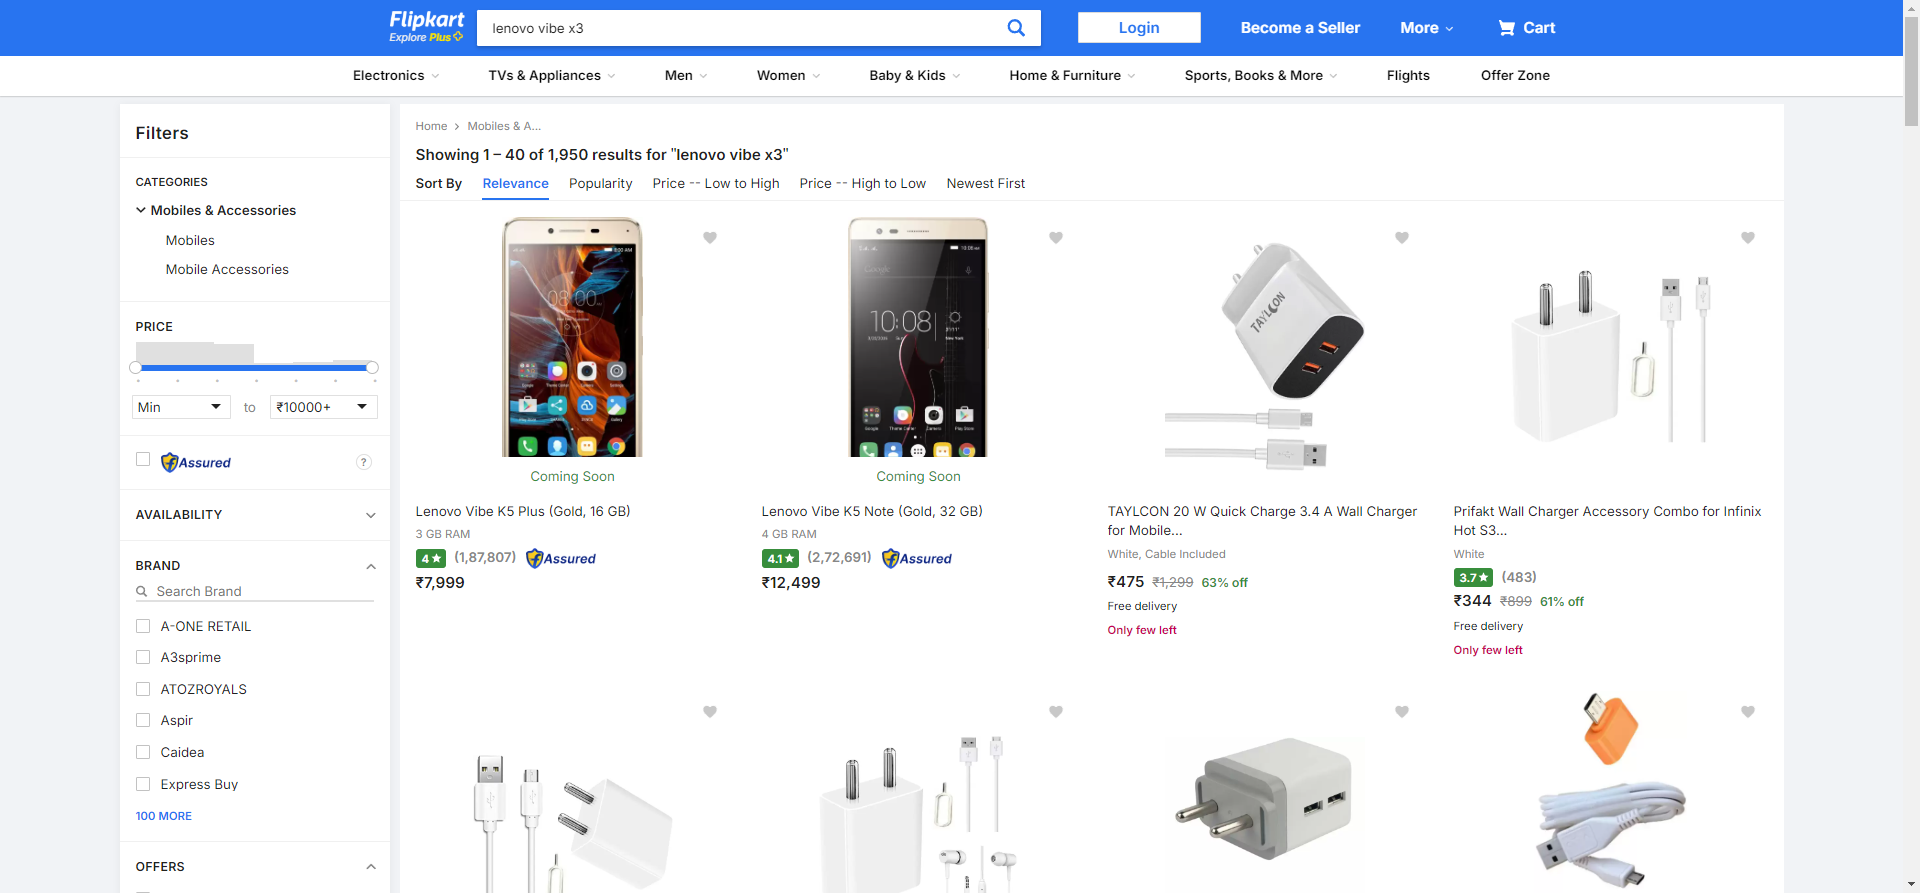 Flipkart
Explore Plus
lenovo vibe x3
Login
Become a Seller
More
Cart
Electronics
TVs & Appliances
Men
Women
Baby & Kids
Home & Furniture
Sports, Books & More
Flights
Offer Zone
Filters
CATEGORIES
Mobiles & Accessories
Mobiles
Mobile Accessories
PRICE
Min
to
₹10000+
Assured
?
AVAILABILITY
BRAND
Search Brand
A-ONE RETAIL
A3sprime
ATOZROYALS
Aspir
Caidea
Express Buy
100 MORE
OFFERS
Home
Mobiles & A...
Showing 1 – 40 of 1,950 results for "lenovo vibe x3"
Sort By
Relevance
Popularity
Price -- Low to High
Price -- High to Low
Newest First
08:00
Coming Soon
Lenovo Vibe K5 Plus (Gold, 16 GB)
3 GB RAM
4★ (1,87,807) Assured
₹7,999
Google
10:08
Coming Soon
Lenovo Vibe K5 Note (Gold, 32 GB)
4 GB RAM
4.1★ (2,72,691) Assured
₹12,499
TAYLCON
TAYLCON 20 W Quick Charge 3.4 A Wall Charger
for Mobile...
White, Cable Included
₹475 ₹1,299 63% off
Free delivery
Only few left
Prifakt Wall Charger Accessory Combo for Infinix
Hot S3...
White
3.7★ (483)
₹344 ₹899 61% off
Free delivery
Only few left